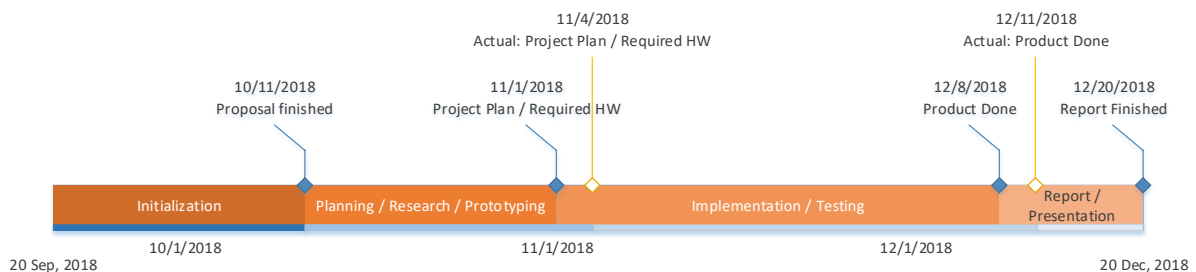 11/4/2018
Actual: Project Plan / Required HW
12/11/2018
Actual: Product Done
10/11/2018
Proposal finished
11/1/2018
Project Plan / Required HW
12/8/2018
Product Done
12/20/2018
Report Finished
Initialization
Planning / Research / Prototyping
Implementation / Testing
Report /
Presentation
10/1/2018
11/1/2018
12/1/2018
20 Sep, 2018
20 Dec, 2018